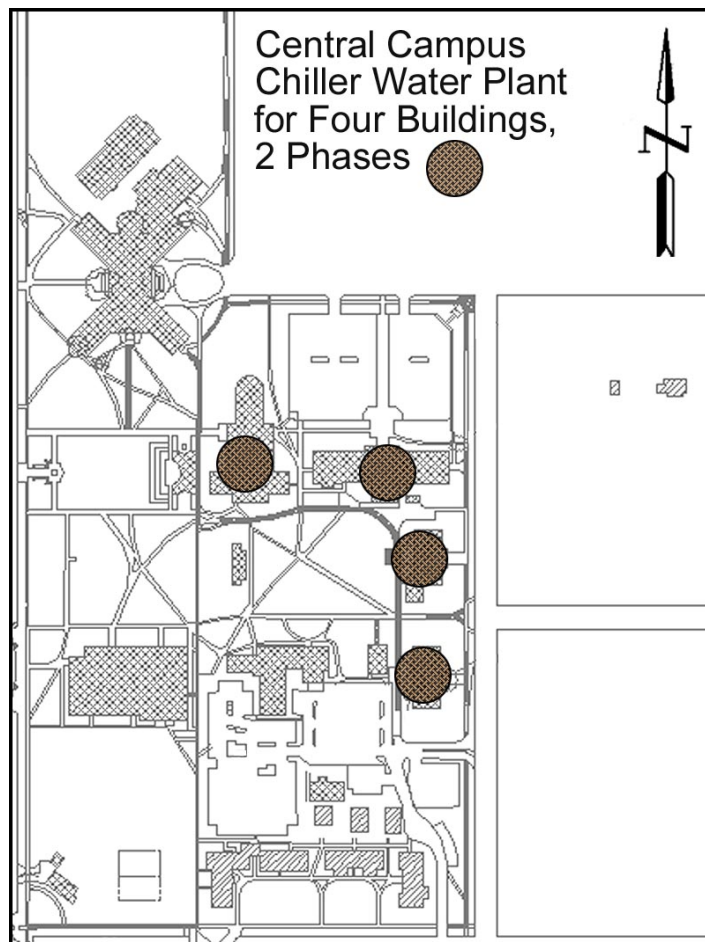 Central Campus
Chiller Water Plant
for Four Buildings,
2 Phases
N